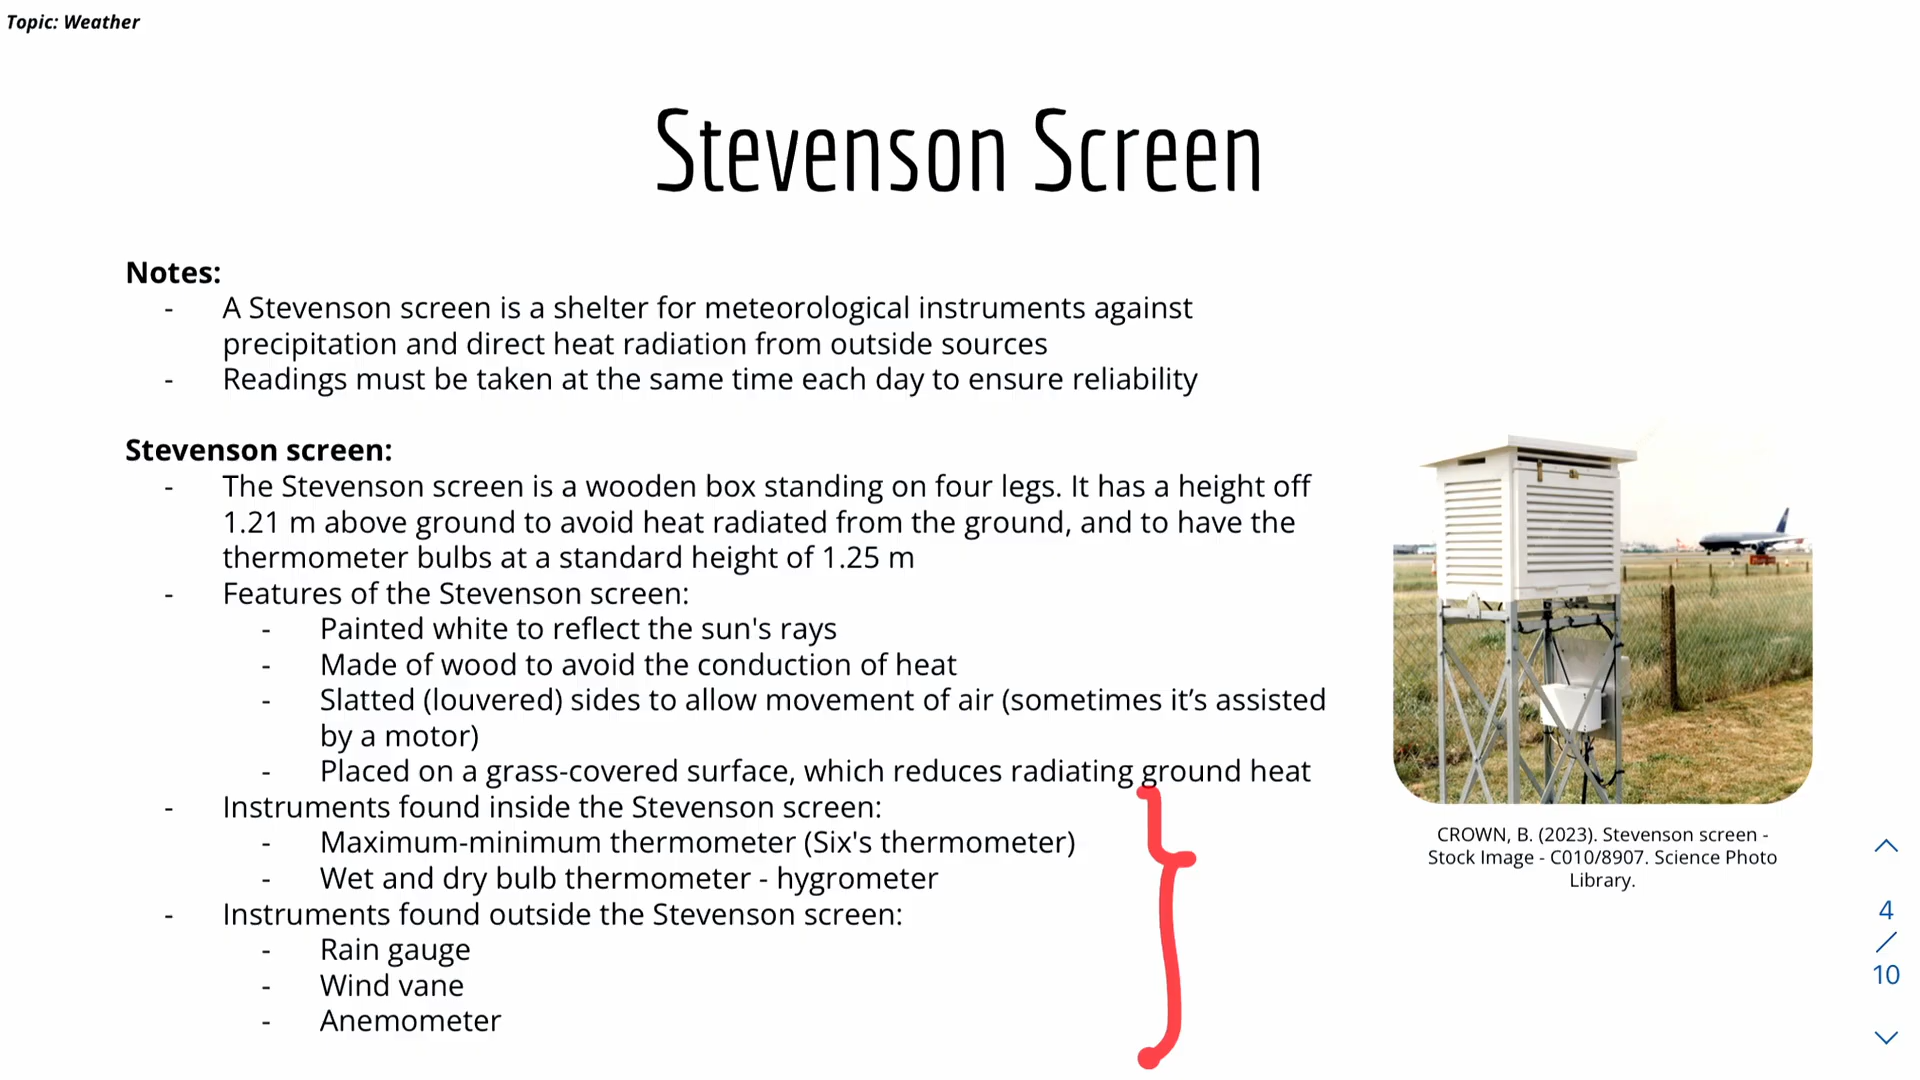 Topic: Weather
Stevenson Screen
Notes:
- A Stevenson screen is a shelter for meteorological instruments against
precipitation and direct heat radiation from outside sources
- Readings must be taken at the same time each day to ensure reliability
Stevenson screen:
- The Stevenson screen is a wooden box standing on four legs. It has a height off
1.21 m above ground to avoid heat radiated from the ground, and to have the
thermometer bulbs at a standard height of 1.25 m
- Features of the Stevenson screen:
- Painted white to reflect the sun's rays
- Made of wood to avoid the conduction of heat
- Slatted (louvered) sides to allow movement of air (sometimes it’s assisted
by a motor)
- Placed on a grass-covered surface, which reduces radiating ground heat
- Instruments found inside the Stevenson screen:
- Maximum-minimum thermometer (Six's thermometer)
- Wet and dry bulb thermometer - hygrometer
- Instruments found outside the Stevenson screen:
- Rain gauge
- Wind vane
- Anemometer
CROWN, B. (2023). Stevenson screen -
Stock Image - C010/8907. Science Photo
Library.
4
/
10